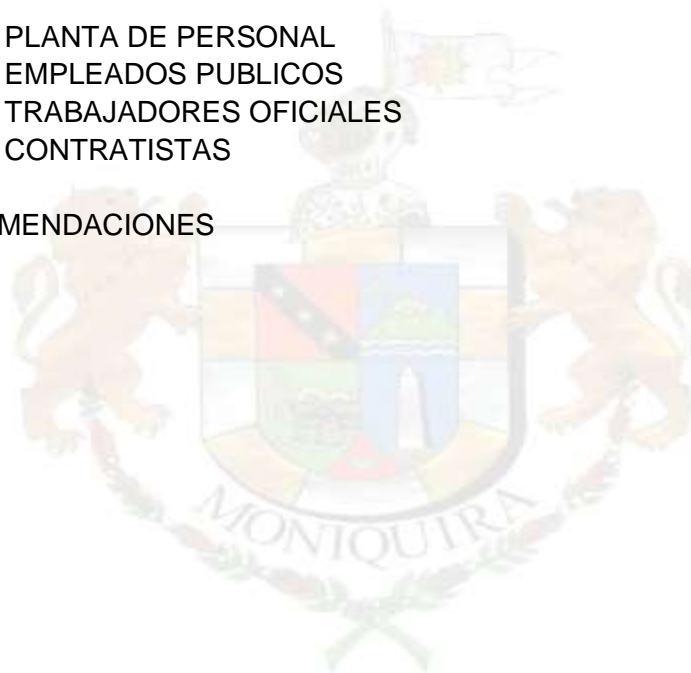 PLANTA DE PERSONAL
EMPLEADOS PUBLICOS
TRABAJADORES OFICIALES
CONTRATISTAS
MENDACIONES
MONIQUIRA